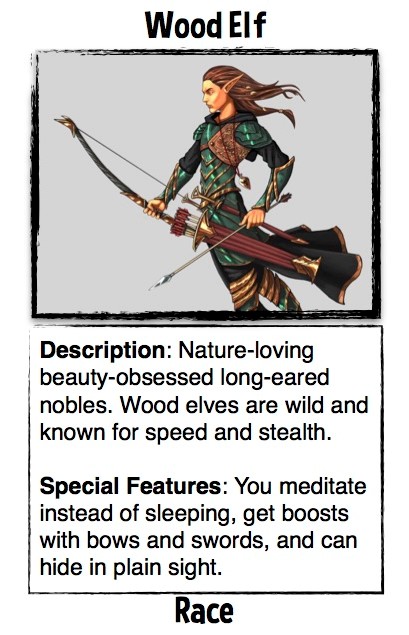 Wood Elf
Description: Nature-loving
beauty-obsessed long-eared
nobles. Wood elves are wild and
known for speed and stealth.
Special Features: You meditate
instead of sleeping, get boosts
with bows and swords, and can
hide in plain sight.
Race